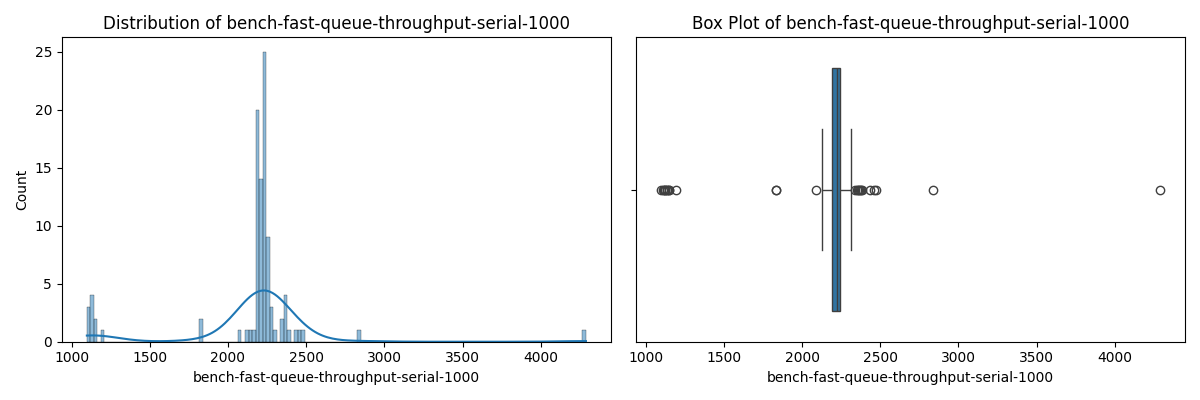 Distribution of bench-fast-queue-throughput-serial-1000
Count
25
20
15
10
5
0
1000 1500 2000 2500 3000 3500 4000
bench-fast-queue-throughput-serial-1000
Box Plot of bench-fast-queue-throughput-serial-1000
1000 1500 2000 2500 3000 3500 4000
bench-fast-queue-throughput-serial-1000